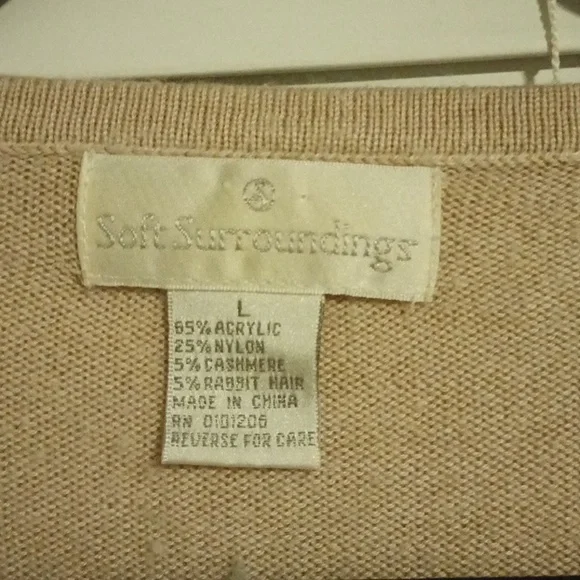 Soft Surroundings
L
65% ACRYLIC
25% NYLON
5% CASHMERE
5% RABBIT HAIR
MADE IN CHINA
RN 0101206
REVERSE FOR CARE